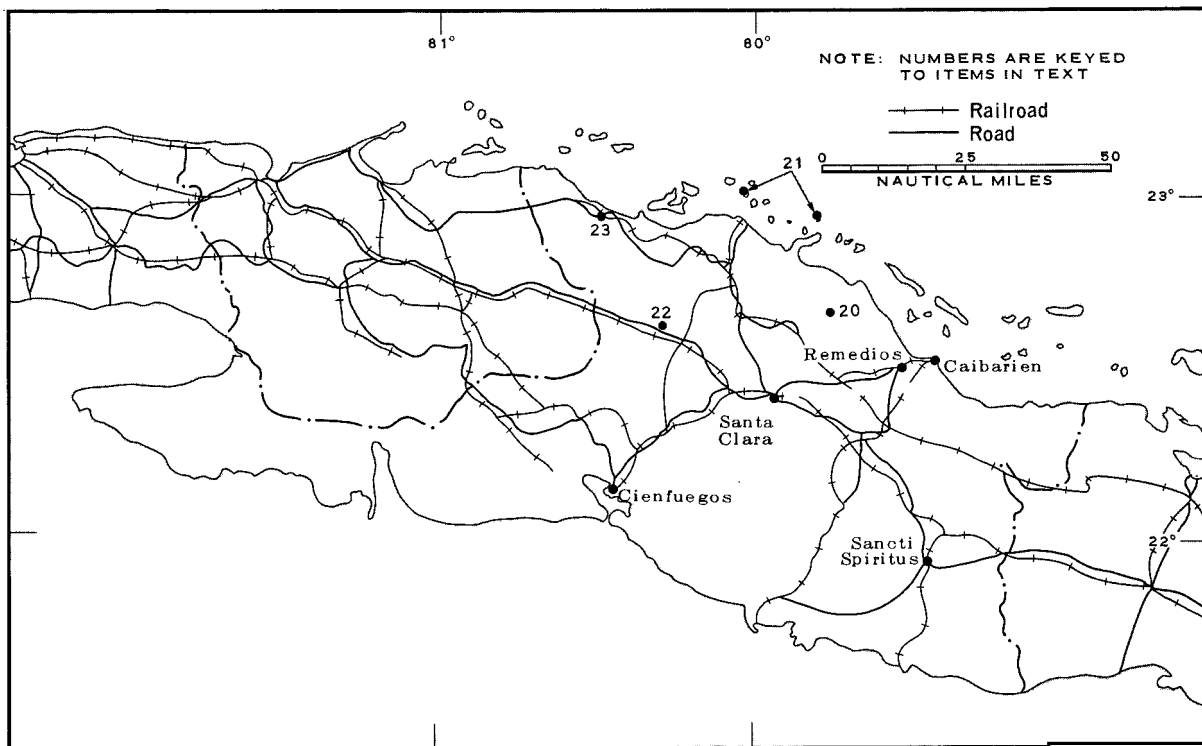 81°
80°
NOTE: NUMBERS ARE KEYED
TO ITEMS IN TEXT
Railroad
Road
0 25 50
NAUTICAL MILES
21
23°
23
22
20
Remedios
Caibarien
Santa
Clara
Cienfuegos
Sancti
Spiritus
22°